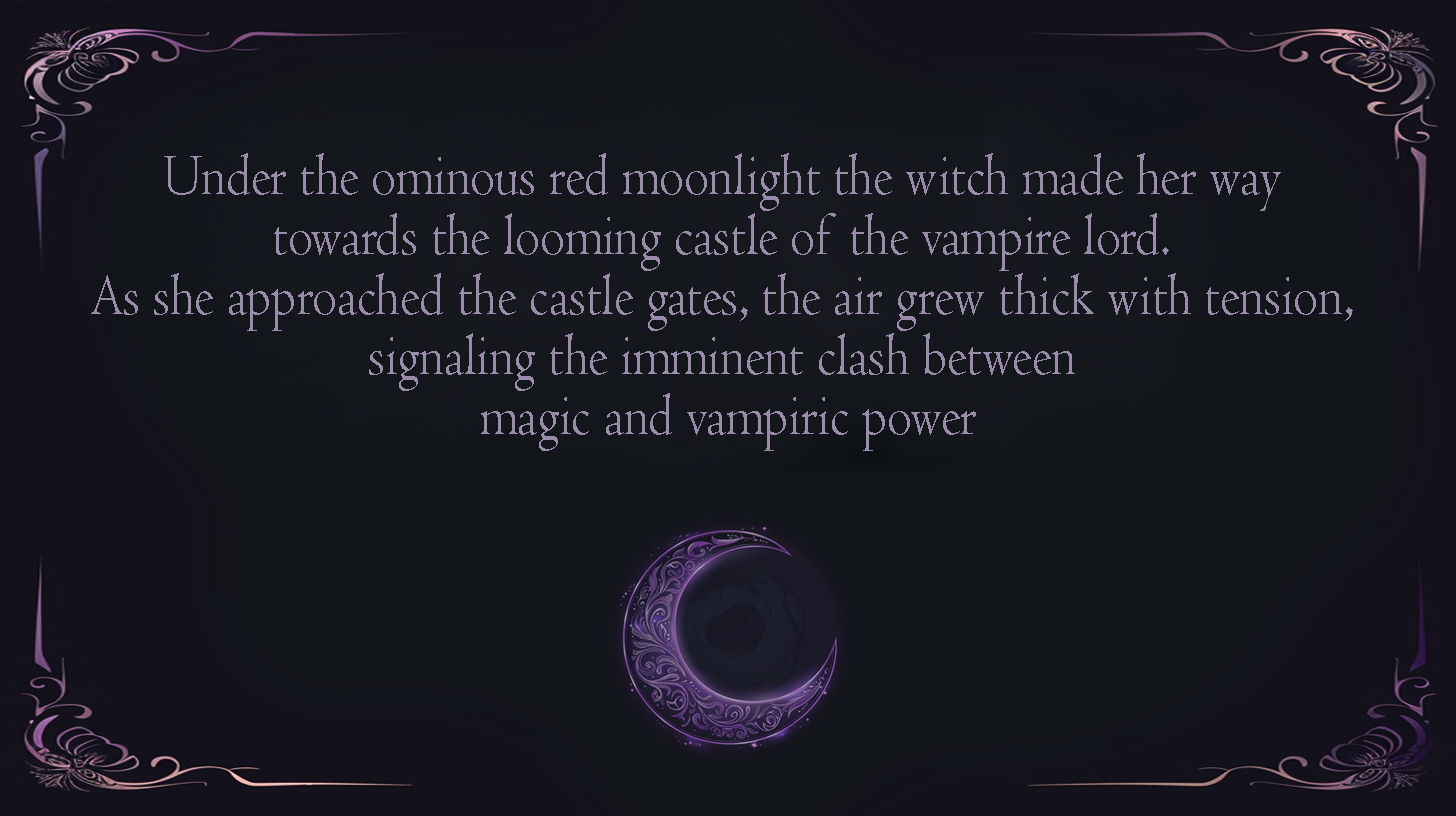 Under the ominous red moonlight the witch made her way
towards the looming castle of the vampire lord.
As she approached the castle gates, the air grew thick with tension,
signaling the imminent clash between
magic and vampiric power